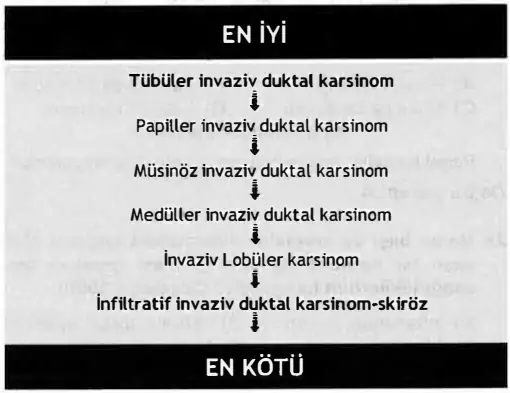 EN İYİ
Tübüler invaziv duktal karsinom
Papiller invaziv duktal karsinom
Müsinöz invaziv duktal karsinom
Medüller invaziv duktal karsinom
İnvaziv Lobüler karsinom
İnfiltratif invaziv duktal karsinom-skiröz
EN KÖTÜ